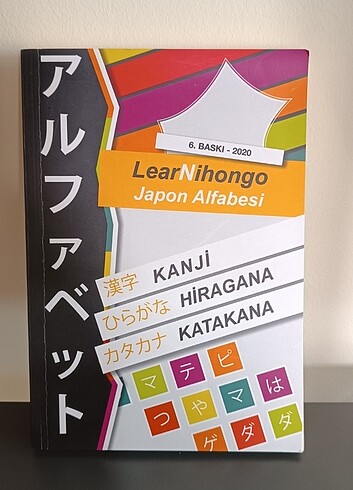 アルファベット
6. BASKI - 2020
LearNihongo
Japon Alfabesi
漢字 KANJİ
ひらがな HİRAGANA
カタカナ KATAKANA
マテピ
つやマは
ゲダダ